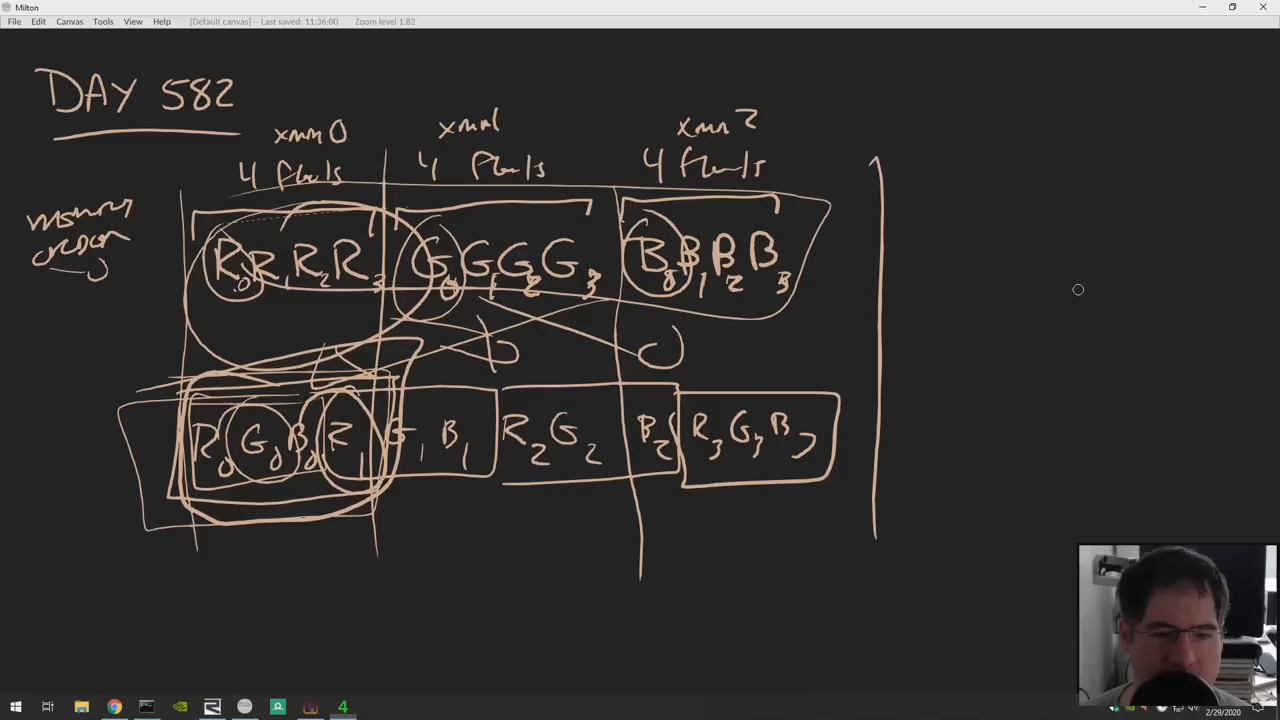 Milton
File Edit Canvas Tools View Help [Default canvas] -- Last saved: 11:36:00 Zoom level 1.82
DAY 582
xmm0 xmm1 xmm2
4 floats 4 floats 4 floats
memory
order
R0 R1 R2 R3 G0 G1 G2 G3 B0 B1 B2 B3
R0 G0 B0 R1 G1 B1 R2 G2 B2 R3 G3 B3
4
2/29/2020